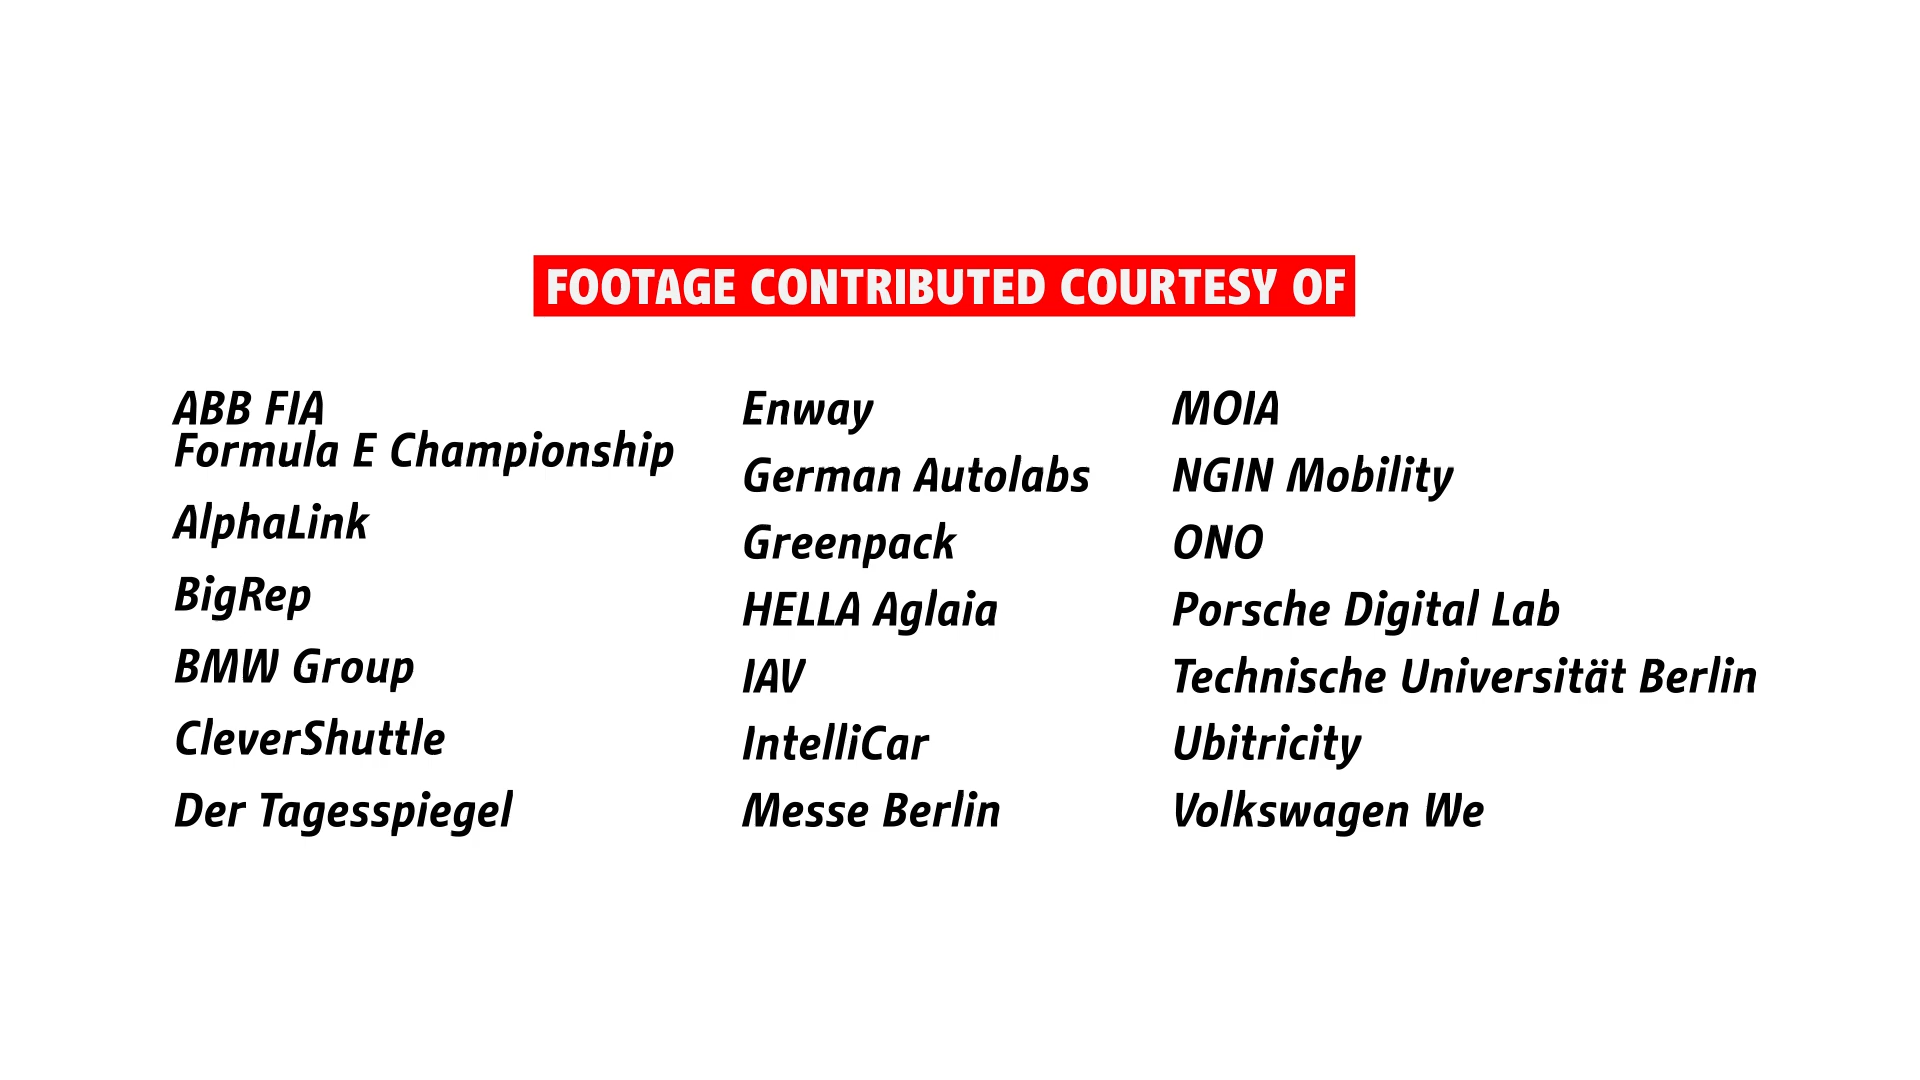 FOOTAGE CONTRIBUTED COURTESY OF
ABB FIA
Formula E Championship
AlphaLink
BigRep
BMW Group
CleverShuttle
Der Tagesspiegel
Enway
German Autolabs
Greenpack
HELLA Aglaia
IAV
IntelliCar
Messe Berlin
MOIA
NGIN Mobility
ONO
Porsche Digital Lab
Technische Universität Berlin
Ubitricity
Volkswagen We